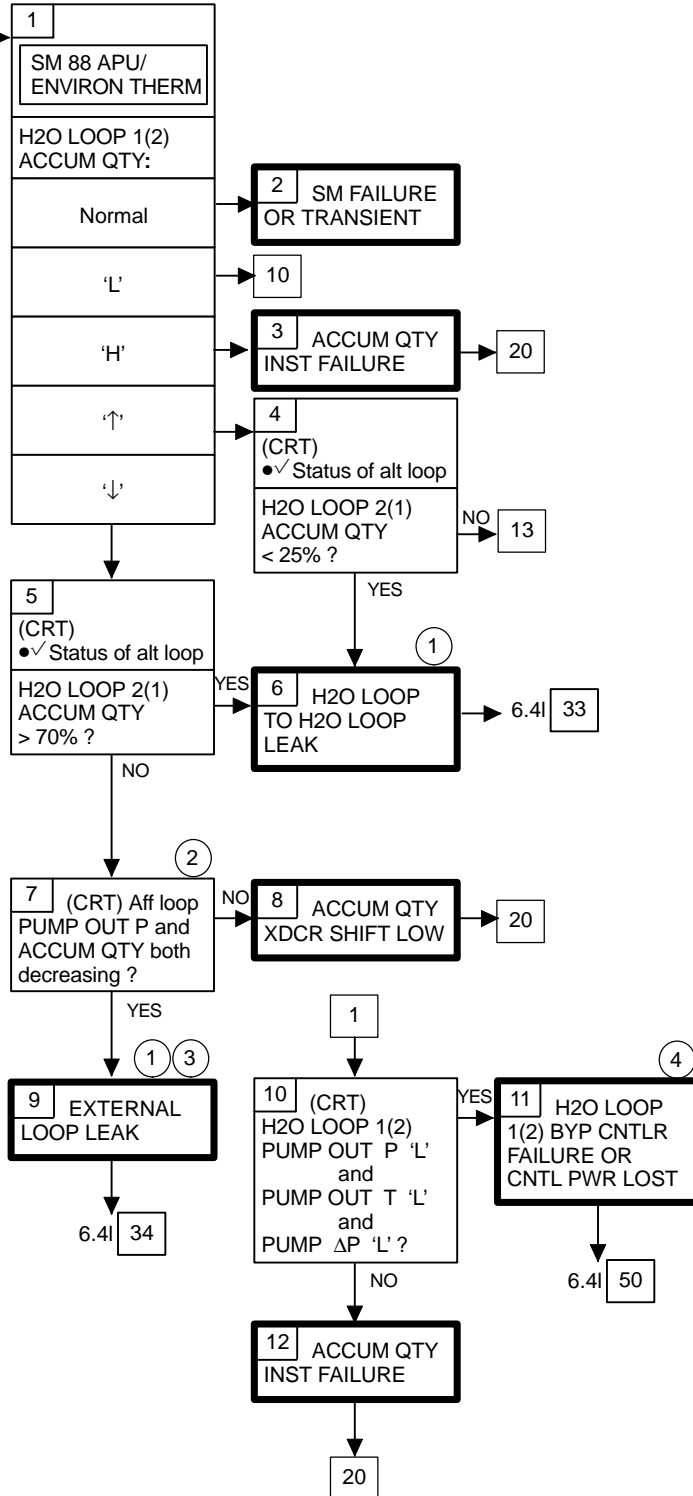 1
SM 88 APU/
ENVIRON THERM
H2O LOOP 1(2)
ACCUM QTY:
Normal
‘L’
‘H’
‘↑’
‘↓’
2 SM FAILURE
OR TRANSIENT
10
3 ACCUM QTY
INST FAILURE
20
4
(CRT)
●√ Status of alt loop
H2O LOOP 2(1)
ACCUM QTY
< 25% ?
NO
13
YES
5
(CRT)
●√ Status of alt loop
H2O LOOP 2(1)
ACCUM QTY
> 70% ?
YES
NO
1
6 H2O LOOP
TO H2O LOOP
LEAK
6.4l 33
2
7 (CRT) Aff loop
PUMP OUT P and
ACCUM QTY both
decreasing ?
NO
YES
8 ACCUM QTY
XDCR SHIFT LOW
20
1 3
9 EXTERNAL
LOOP LEAK
6.4l 34
1
10 (CRT)
H2O LOOP 1(2)
PUMP OUT P ‘L’
and
PUMP OUT T ‘L’
and
PUMP ∆P ‘L’ ?
YES
NO
4
11 H2O LOOP
1(2) BYP CNTLR
FAILURE OR
CNTL PWR LOST
6.4l 50
12 ACCUM QTY
INST FAILURE
20